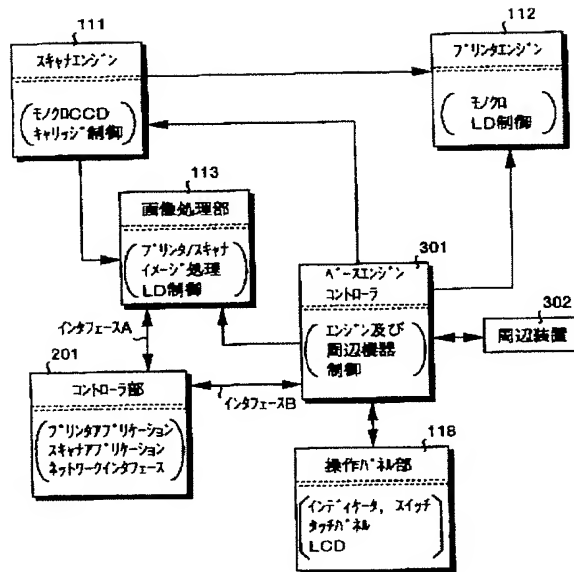 111
スキャナエンジン
モノクロCCD
キャリッジ制御
112
プリンタエンジン
モノクロ
LD制御
113
画像処理部
プリンタ/スキャナ
イメージ処理
LD制御
301
ベースエンジン
コントローラ
エンジン及び
周辺機器
制御
302
周辺装置
インタフェースA
201
コントローラ部
プリンタアプリケーション
スキャナアプリケーション
ネットワークインタフェース
インタフェースB
118
操作パネル部
インディケータ, スイッチ
タッチパネル
LCD